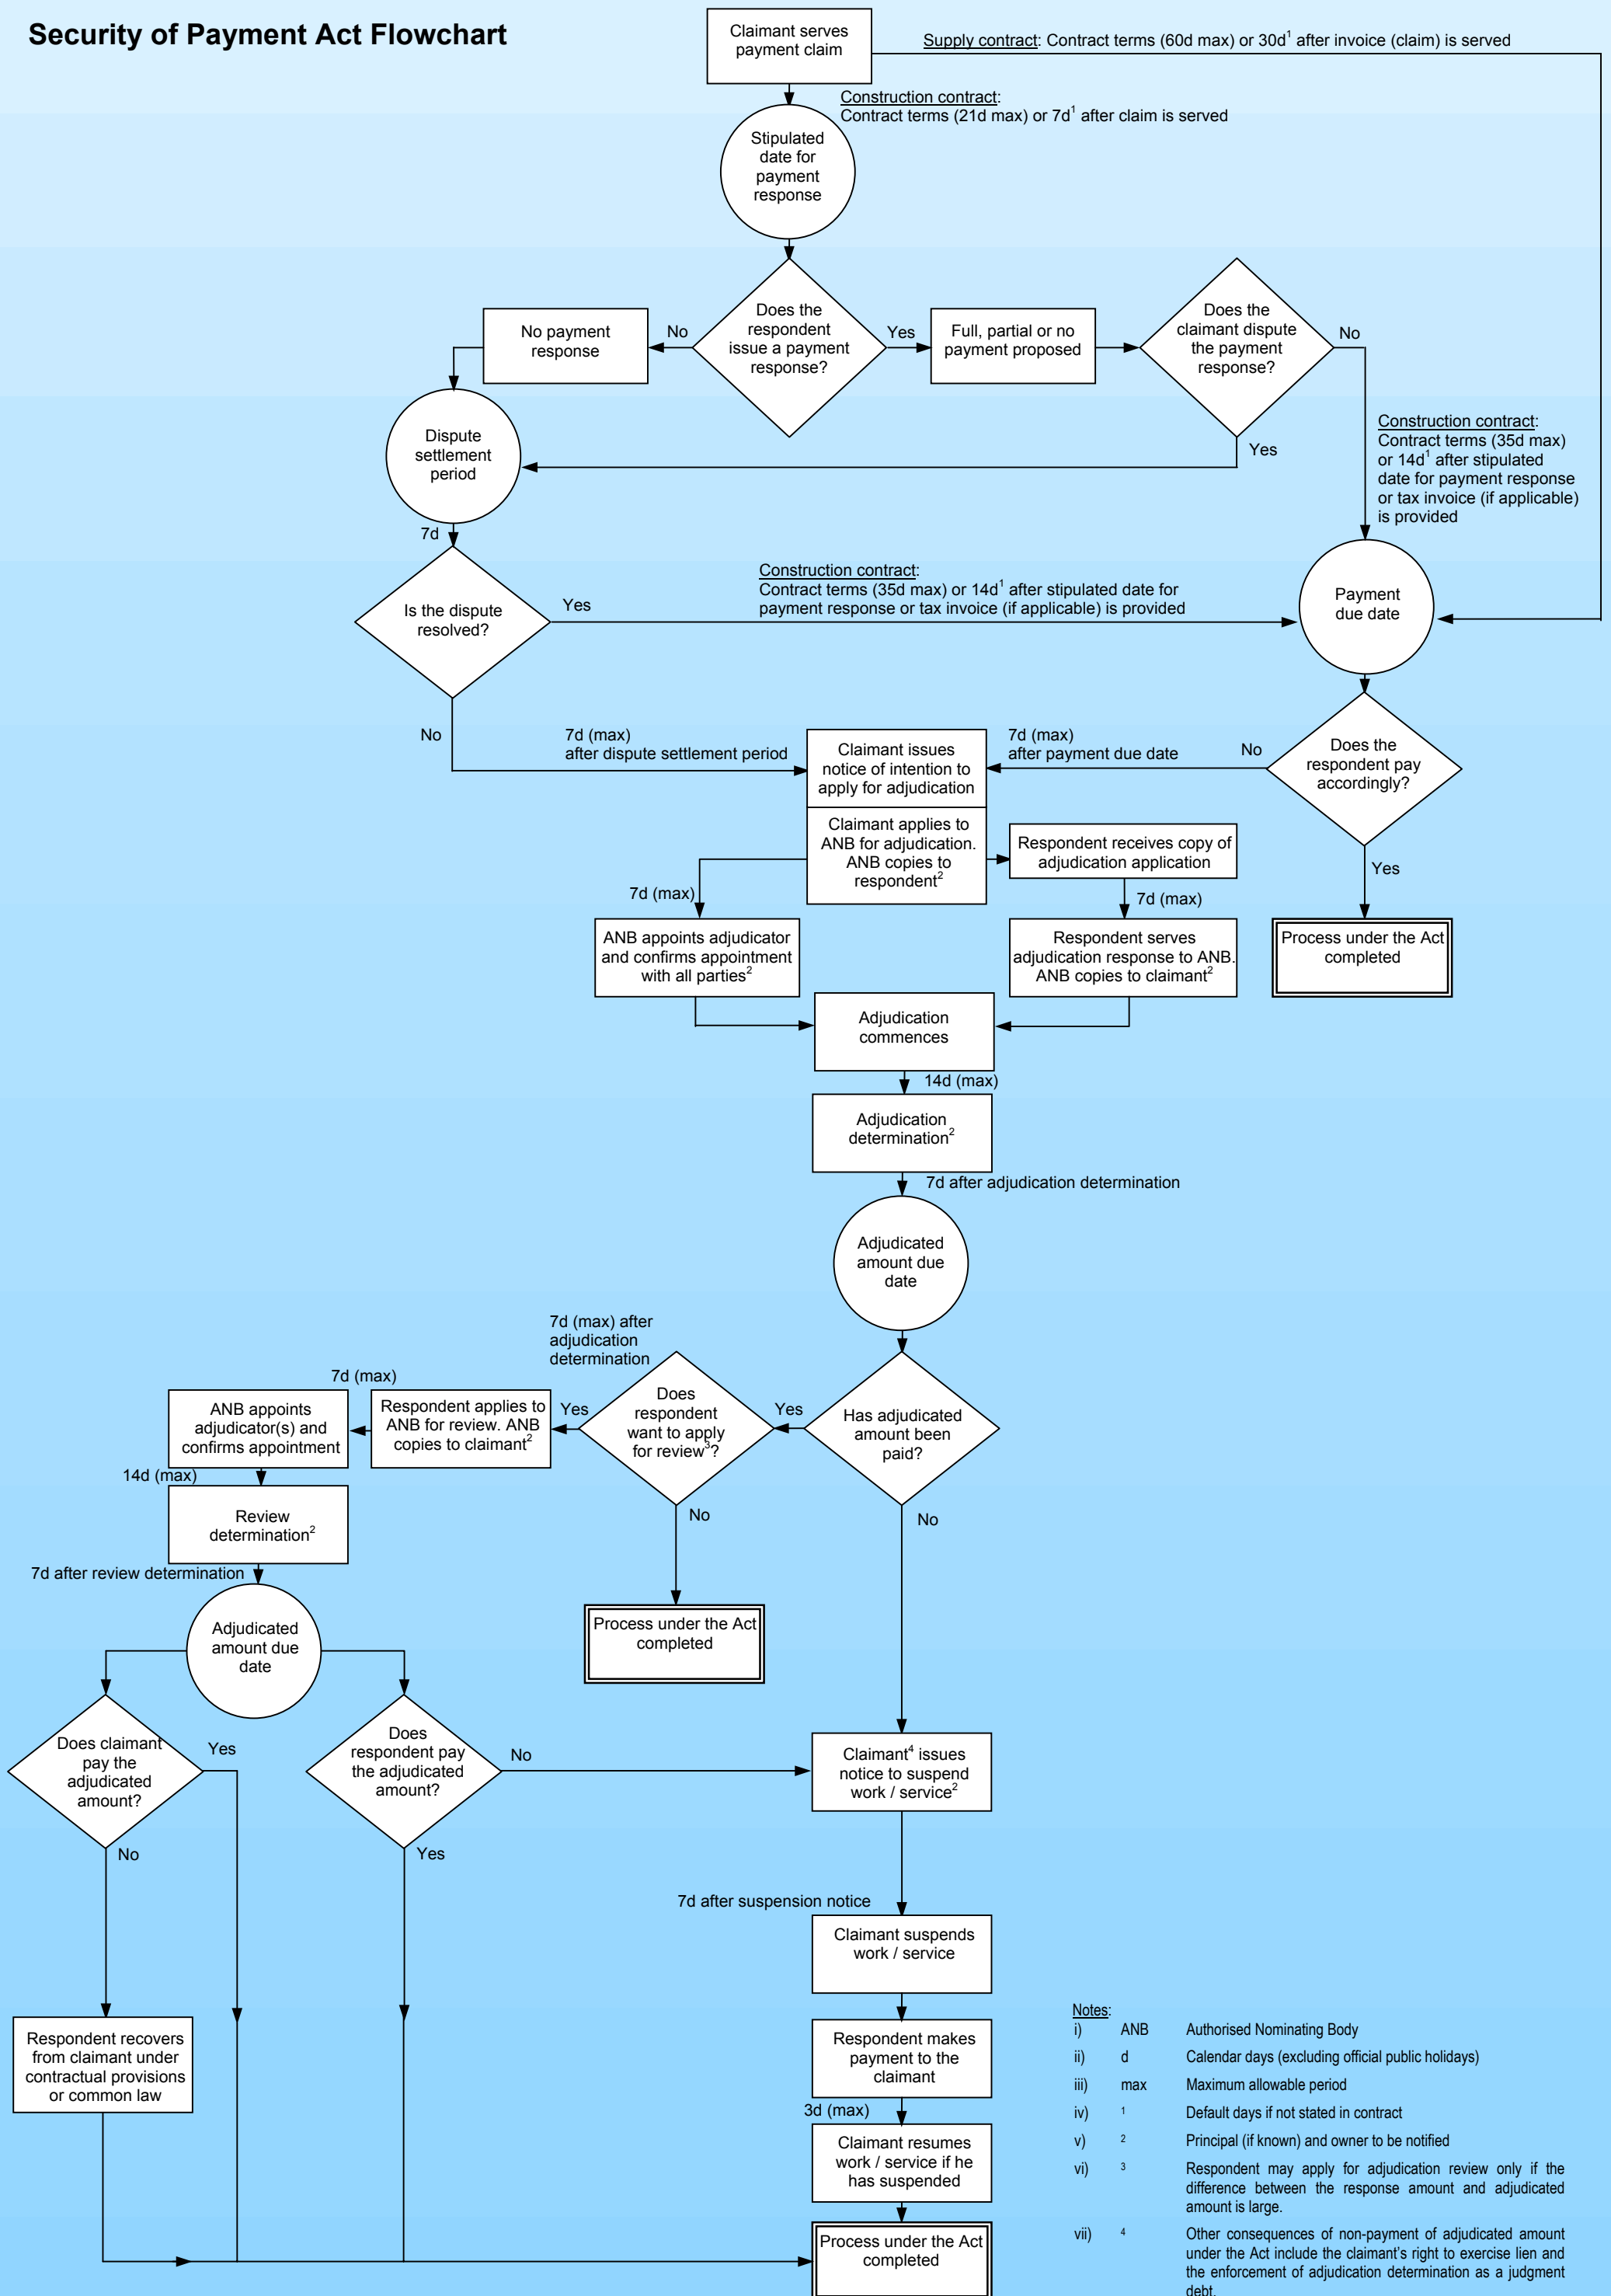 Security of Payment Act Flowchart
Claimant serves
payment claim
Supply contract: Contract terms (60d max) or 30d¹ after invoice (claim) is served
Construction contract:
Contract terms (21d max) or 7d¹ after claim is served
Stipulated
date for
payment
response
No payment
response
No
Does the
respondent
issue a payment
response?
Yes
Full, partial or no
payment proposed
Does the
claimant dispute
the payment
response?
No
Yes
Construction contract:
Contract terms (35d max)
or 14d¹ after stipulated
date for payment response
or tax invoice (if applicable)
is provided
Dispute
settlement
period
7d
Is the dispute
resolved?
Yes
Construction contract:
Contract terms (35d max) or 14d¹ after stipulated date for
payment response or tax invoice (if applicable) is provided
Payment
due date
No
7d (max)
after dispute settlement period
Claimant issues
notice of intention to
apply for adjudication
7d (max)
after payment due date
No
Does the
respondent pay
accordingly?
Yes
Claimant applies to
ANB for adjudication.
ANB copies to
respondent²
Respondent receives copy of
adjudication application
7d (max)
7d (max)
ANB appoints adjudicator
and confirms appointment
with all parties²
Respondent serves
adjudication response to ANB.
ANB copies to claimant²
Process under the Act
completed
Adjudication
commences
14d (max)
Adjudication
determination²
7d after adjudication determination
Adjudicated
amount due
date
7d (max) after
adjudication
determination
7d (max)
ANB appoints
adjudicator(s) and
confirms appointment
Respondent applies to
ANB for review. ANB
copies to claimant²
Yes
Does
respondent
want to apply
for review³?
Yes
Has adjudicated
amount been
paid?
14d (max)
Review
determination²
No
No
7d after review determination
Adjudicated
amount due
date
Process under the Act
completed
Does claimant
pay the
adjudicated
amount?
Yes
No
Does
respondent pay
the adjudicated
amount?
No
Yes
Claimant⁴ issues
notice to suspend
work / service²
7d after suspension notice
Claimant suspends
work / service
Respondent recovers
from claimant under
contractual provisions
or common law
Respondent makes
payment to the
claimant
3d (max)
Claimant resumes
work / service if he
has suspended
Process under the Act
completed
Notes:
i) ANB Authorised Nominating Body
ii) d Calendar days (excluding official public holidays)
iii) max Maximum allowable period
iv) ¹ Default days if not stated in contract
v) ² Principal (if known) and owner to be notified
vi) ³ Respondent may apply for adjudication review only if the
difference between the response amount and adjudicated
amount is large.
vii) ⁴ Other consequences of non-payment of adjudicated amount
under the Act include the claimant's right to exercise lien and
the enforcement of adjudication determination as a judgment
debt.